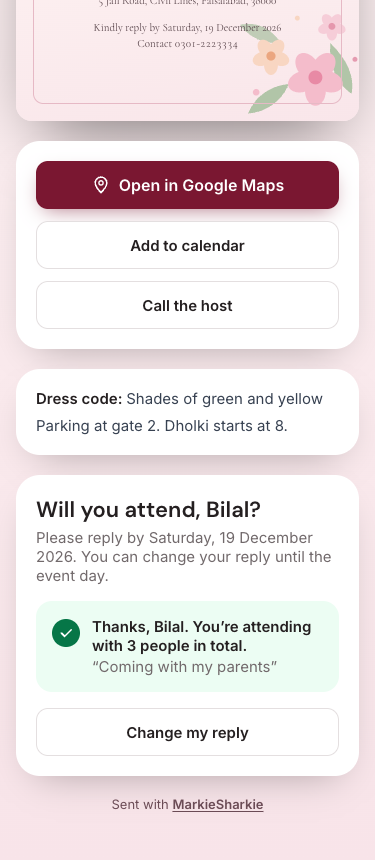 5 Jail Road, Civil Lines, Faisalabad, 38000
Kindly reply by Saturday, 19 December 2026
Contact 0301-2223334
Open in Google Maps
Add to calendar
Call the host
Dress code: Shades of green and yellow
Parking at gate 2. Dholki starts at 8.
Will you attend, Bilal?
Please reply by Saturday, 19 December
2026. You can change your reply until the
event day.
Thanks, Bilal. You’re attending
with 3 people in total.
“Coming with my parents”
Change my reply
Sent with MarkieSharkie